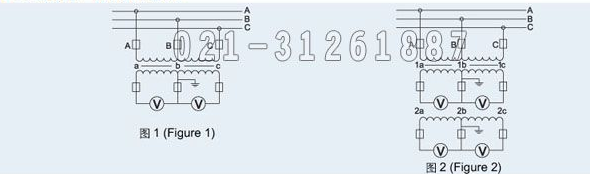 A
B
C
A B C
a b c
V V
图 1 (Figure 1)
A
B
C
A B C
1a 1b 1c
V V
2a 2b 2c
V V
图 2 (Figure 2)
021-31261887